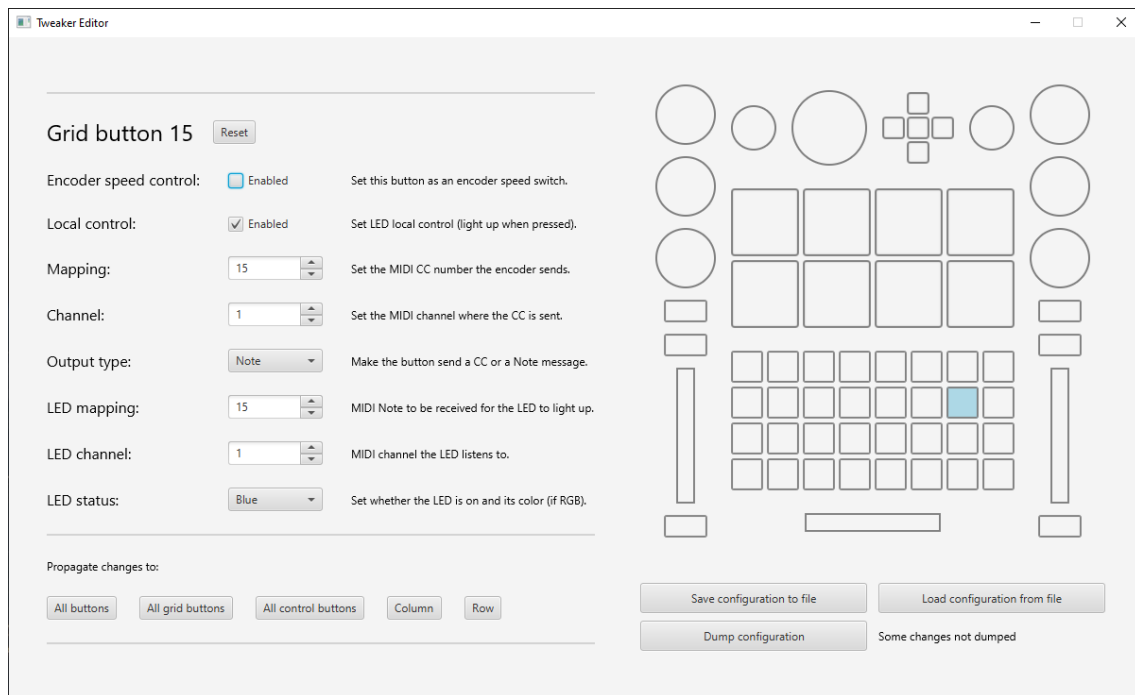 Tweaker Editor
Grid button 15 Reset
Encoder speed control: Enabled Set this button as an encoder speed switch.
Local control: Enabled Set LED local control (light up when pressed).
Mapping: 15 Set the MIDI CC number the encoder sends.
Channel: 1 Set the MIDI channel where the CC is sent.
Output type: Note Make the button send a CC or a Note message.
LED mapping: 15 MIDI Note to be received for the LED to light up.
LED channel: 1 MIDI channel the LED listens to.
LED status: Blue Set whether the LED is on and its color (if RGB).
Propagate changes to:
All buttons All grid buttons All control buttons Column Row
Save configuration to file Load configuration from file
Dump configuration Some changes not dumped